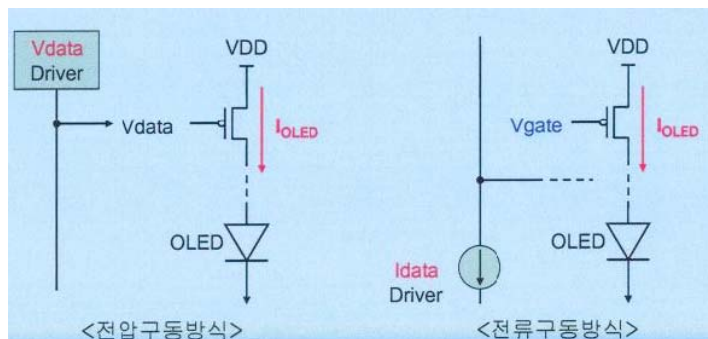 Vdata
Driver
Vdata
VDD
IOLED
OLED
<전압구동방식>
Vgate
VDD
IOLED
OLED
Idata
Driver
<전류구동방식>